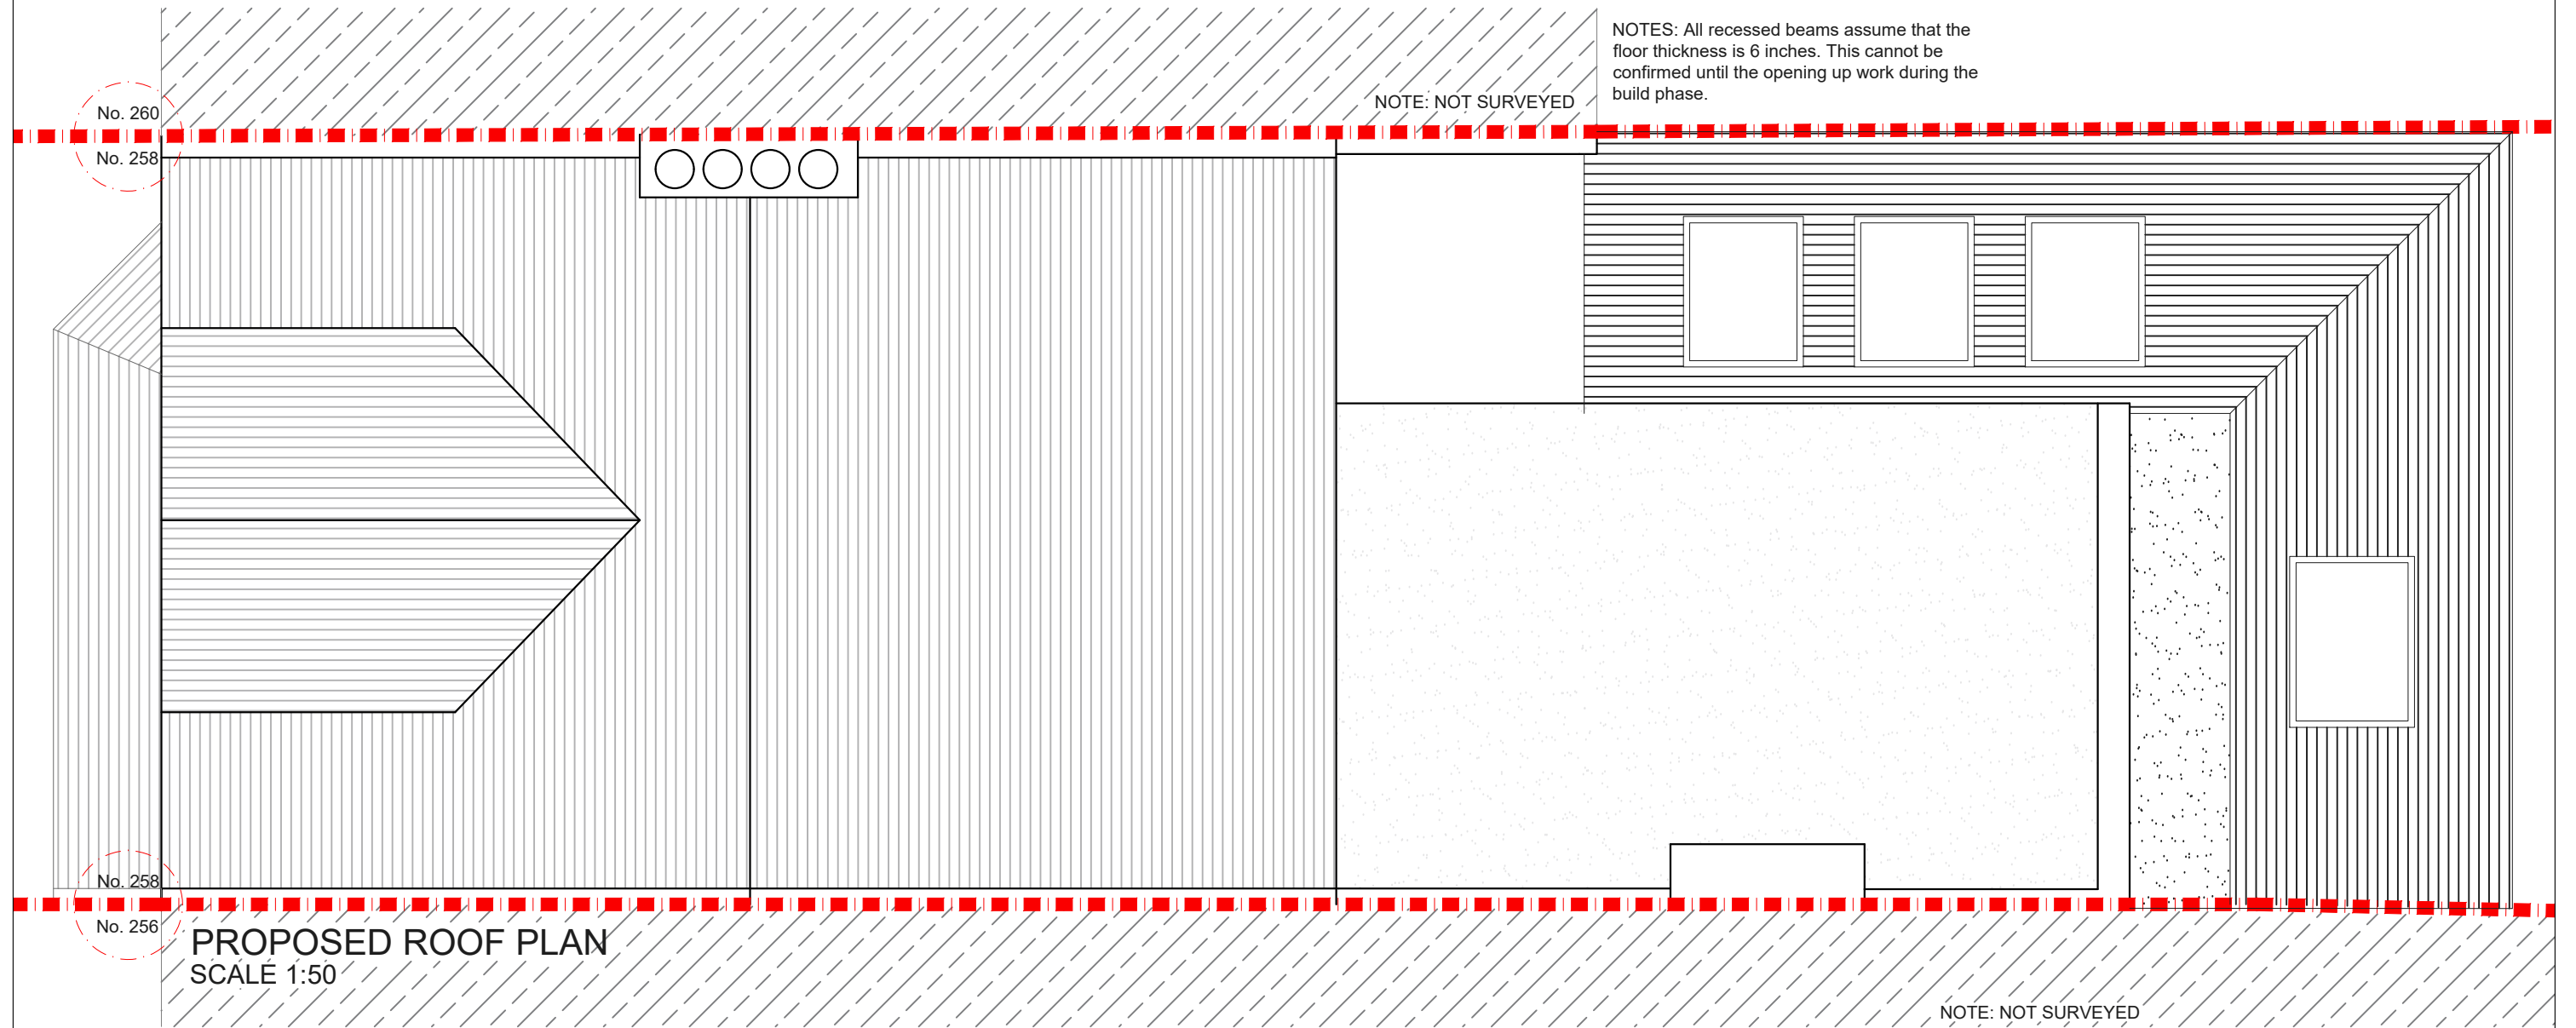 NOTES: All recessed beams assume that the
floor thickness is 6 inches. This cannot be
confirmed until the opening up work during the
build phase.
NOTE: NOT SURVEYED
No. 260
No. 258
No. 258
No. 256
PROPOSED ROOF PLAN
SCALE 1:50
NOTE: NOT SURVEYED